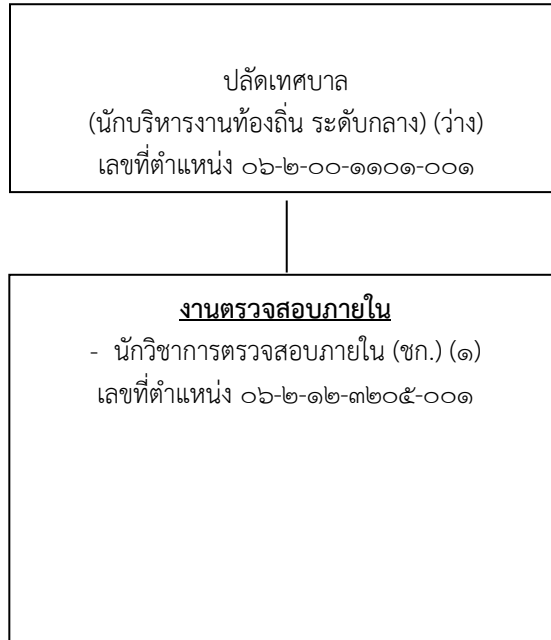 ปลัดเทศบาล
(นักบริหารงานท้องถิ่น ระดับกลาง) (ว่าง)
เลขที่ตำแหน่ง ๐๖-๒-๐๐-๑๑๐๑-๐๐๑
งานตรวจสอบภายใน
- นักวิชาการตรวจสอบภายใน (ชก.) (๑)
เลขที่ตำแหน่ง ๐๖-๒-๑๒-๓๒๐๕-๐๐๑